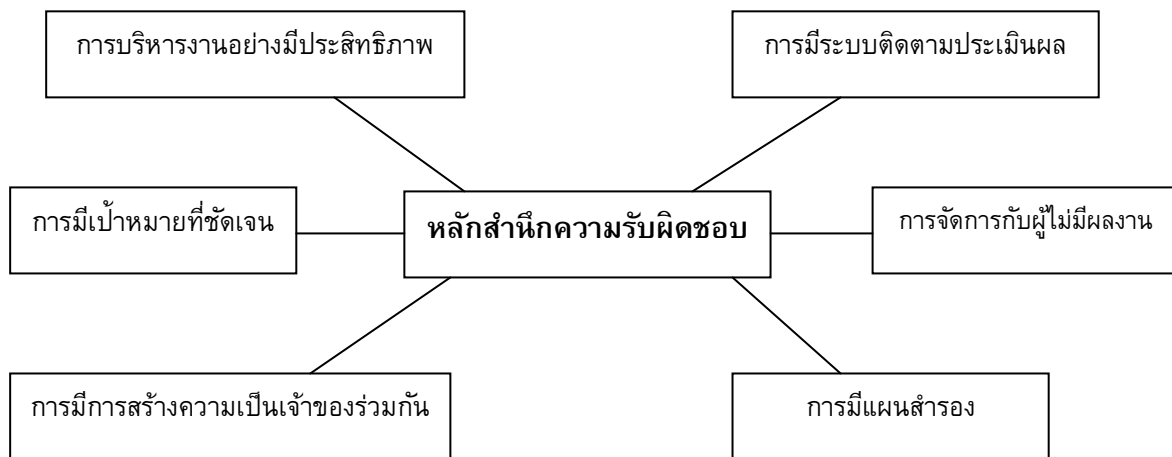 การบริหารงานอย่างมีประสิทธิภาพ
การมีระบบติดตามประเมินผล
การมีเป้าหมายที่ชัดเจน
หลักสำนึกความรับผิดชอบ
การจัดการกับผู้ไม่มีผลงาน
การมีการสร้างความเป็นเจ้าของร่วมกัน
การมีแผนสำรอง